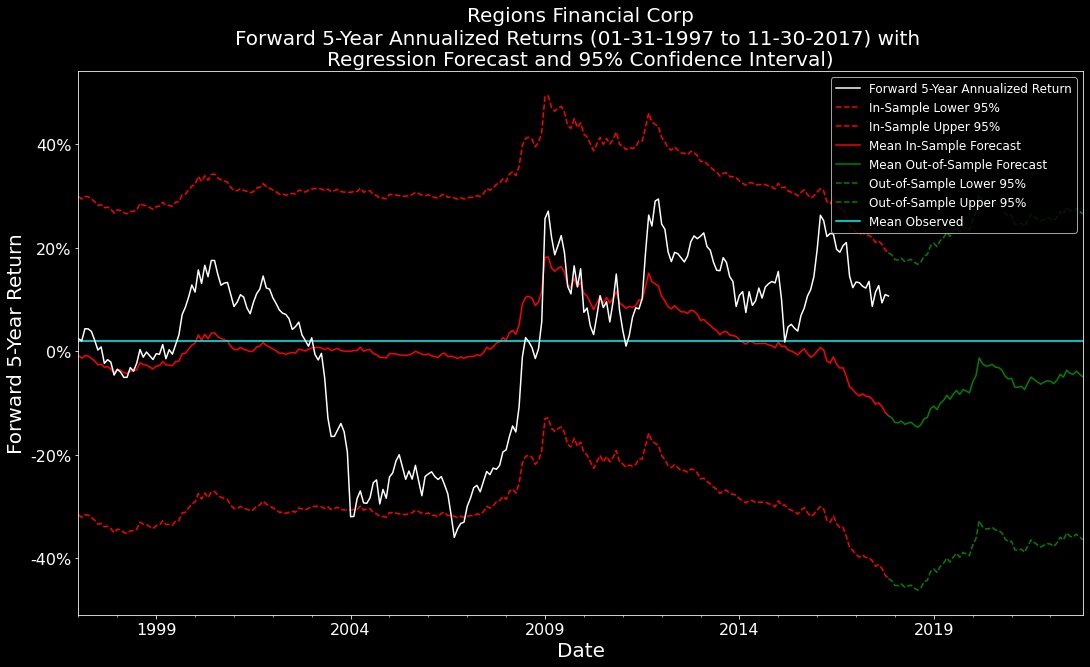 Regions Financial Corp
Forward 5-Year Annualized Returns (01-31-1997 to 11-30-2017) with
Regression Forecast and 95% Confidence Interval)
Forward 5-Year Annualized Return
In-Sample Lower 95%
In-Sample Upper 95%
Mean In-Sample Forecast
Mean Out-of-Sample Forecast
Out-of-Sample Lower 95%
Out-of-Sample Upper 95%
Mean Observed
Forward 5-Year Return
40%
20%
0%
-20%
-40%
1999
2004
2009
2014
2019
Date